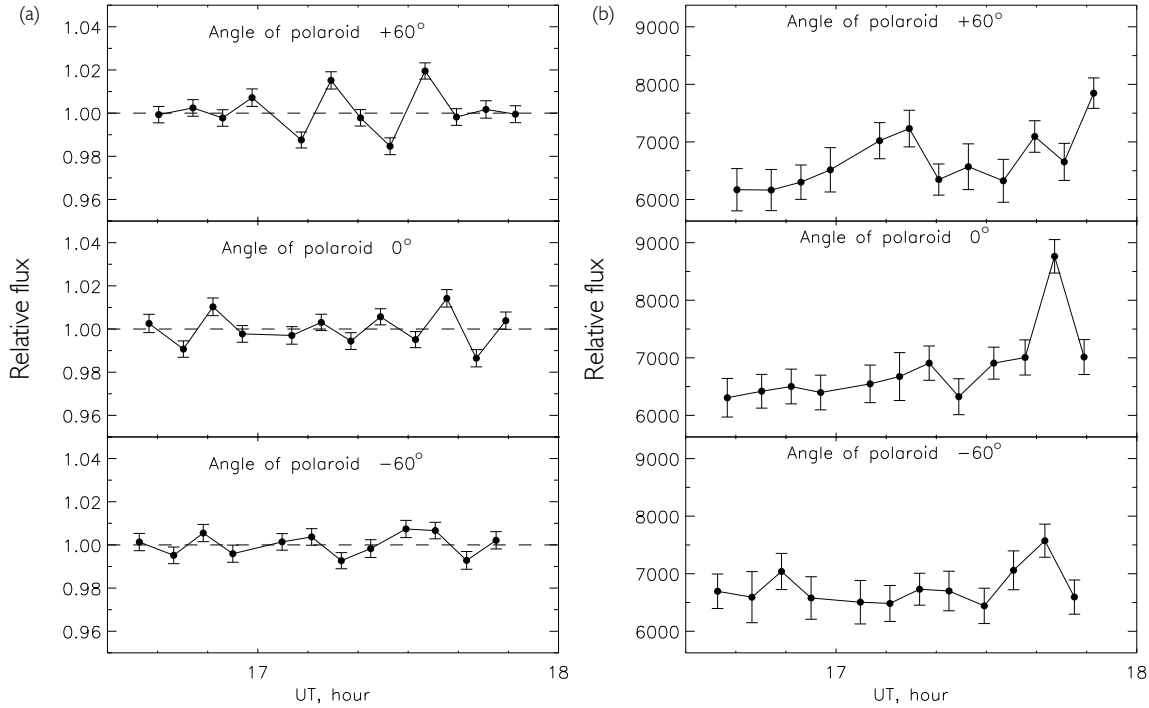 (a)
Relative flux
Angle of polaroid +60°
1.04
1.02
1.00
0.98
0.96
Angle of polaroid 0°
1.04
1.02
1.00
0.98
0.96
Angle of polaroid −60°
1.04
1.02
1.00
0.98
0.96
17
18
UT, hour
(b)
Relative flux
Angle of polaroid +60°
9000
8000
7000
6000
Angle of polaroid 0°
9000
8000
7000
6000
Angle of polaroid −60°
9000
8000
7000
6000
17
18
UT, hour